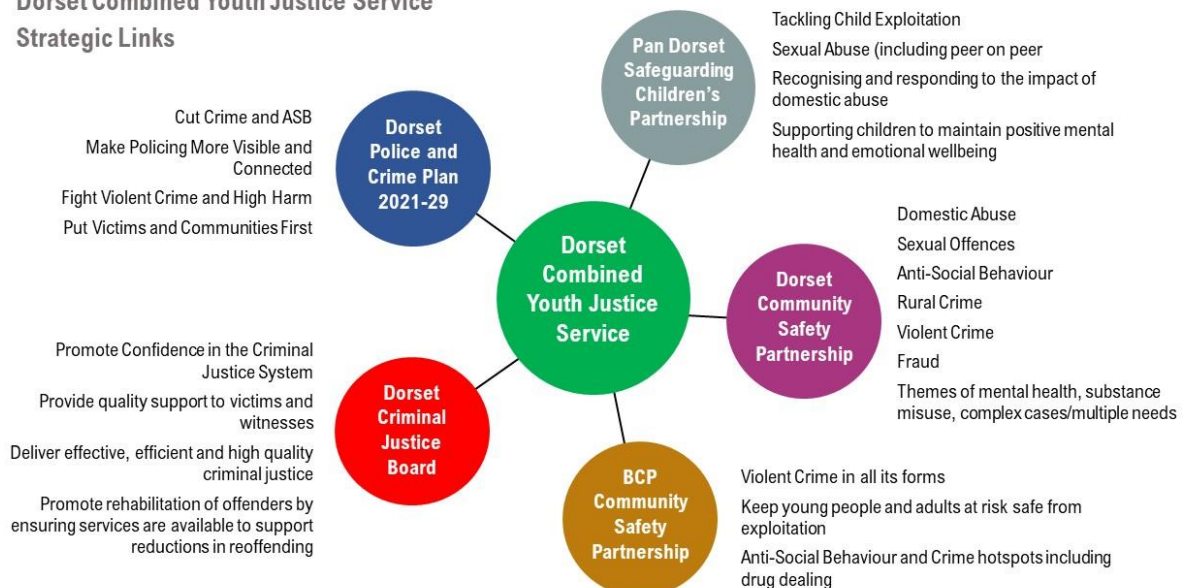 Dorset Combined Youth Justice Service
Strategic Links
Cut Crime and ASB
Make Policing More Visible and
Connected
Fight Violent Crime and High Harm
Put Victims and Communities First
Dorset
Police and
Crime Plan
2021-29
Pan Dorset
Safeguarding
Children's
Partnership
Tackling Child Exploitation
Sexual Abuse (including peer on peer
Recognising and responding to the impact of
domestic abuse
Supporting children to maintain positive mental
health and emotional wellbeing
Dorset
Combined
Youth Justice
Service
Dorset
Community
Safety
Partnership
Domestic Abuse
Sexual Offences
Anti-Social Behaviour
Rural Crime
Violent Crime
Fraud
Themes of mental health, substance
misuse, complex cases/multiple needs
Promote Confidence in the Criminal
Justice System
Provide quality support to victims and
witnesses
Deliver effective, efficient and high quality
criminal justice
Promote rehabilitation of offenders by
ensuring services are available to support
reductions in reoffending
Dorset
Criminal
Justice
Board
BCP
Community
Safety
Partnership
Violent Crime in all its forms
Keep young people and adults at risk safe from
exploitation
Anti-Social Behaviour and Crime hotspots including
drug dealing